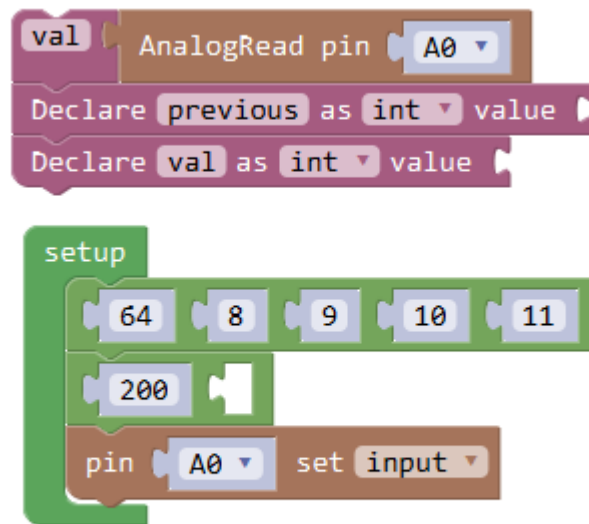 val AnalogRead pin A0
Declare previous as int value
Declare val as int value
setup
64 8 9 10 11
200
pin A0 set input